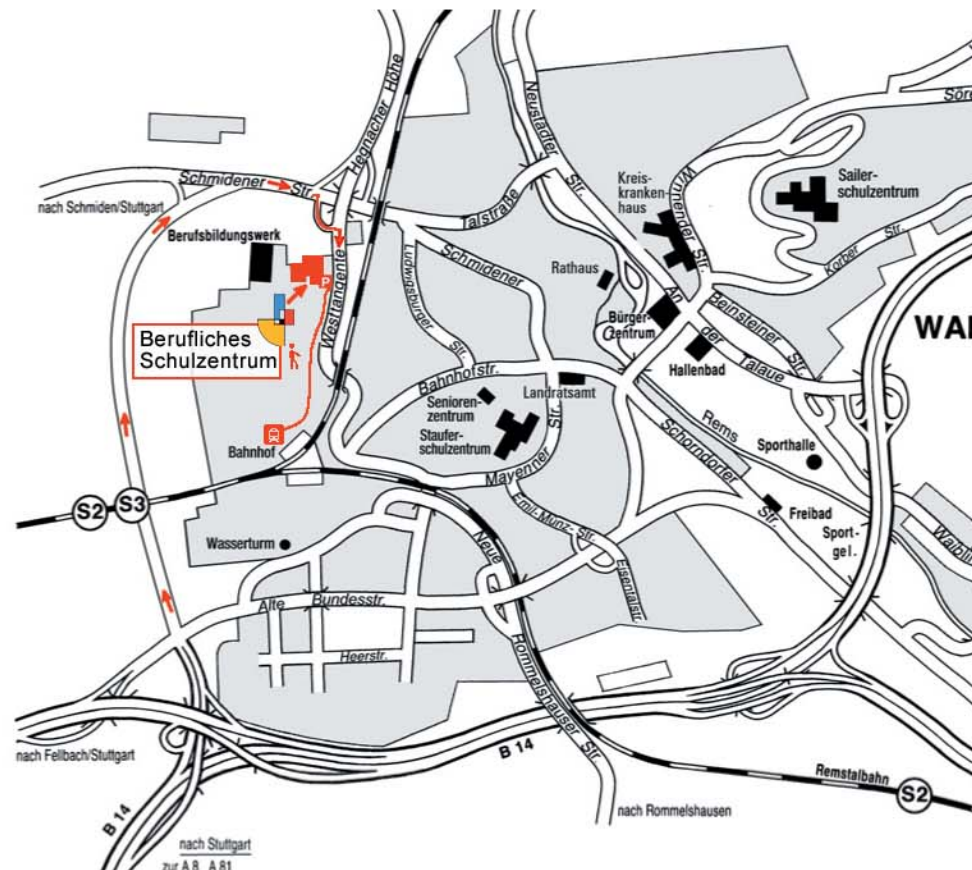 Hegnacher Höhe
Neustadter
Str.
Söre
Schmidener
Str.
nach Schmiden/Stuttgart
Kreis-
kranken-
haus
Winnender Str.
Sailer-
schulzentrum
Talstraße
Korber
Str.
Berufsbildungswerk
P
Westtangente
Ludwigsburger
Str.
Schmidener
Str.
Rathaus
An
der
Talaue
Beinsteiner
Str.
Bürger-
zentrum
WAI
Berufliches
Schulzentrum
Hallenbad
Bahnhofstr.
Landratsamt
Senioren-
zentrum
Staufer-
schulzentrum
Rems
Schorndorfer
Str.
Sporthalle
Bahnhof
Mayenner
S2
S3
Emil-Münz-Str.
Freibad
Sport-
gel.
Waiblin
Wasserturm
Neue
Eisentalstr.
Alte
Bundesstr.
Heerstr.
Rommelshauser
Str.
nach Fellbach/Stuttgart
B 14
Remstalbahn
S2
nach Rommelshausen
B 14
nach Stuttgart
zur A 8, A 81